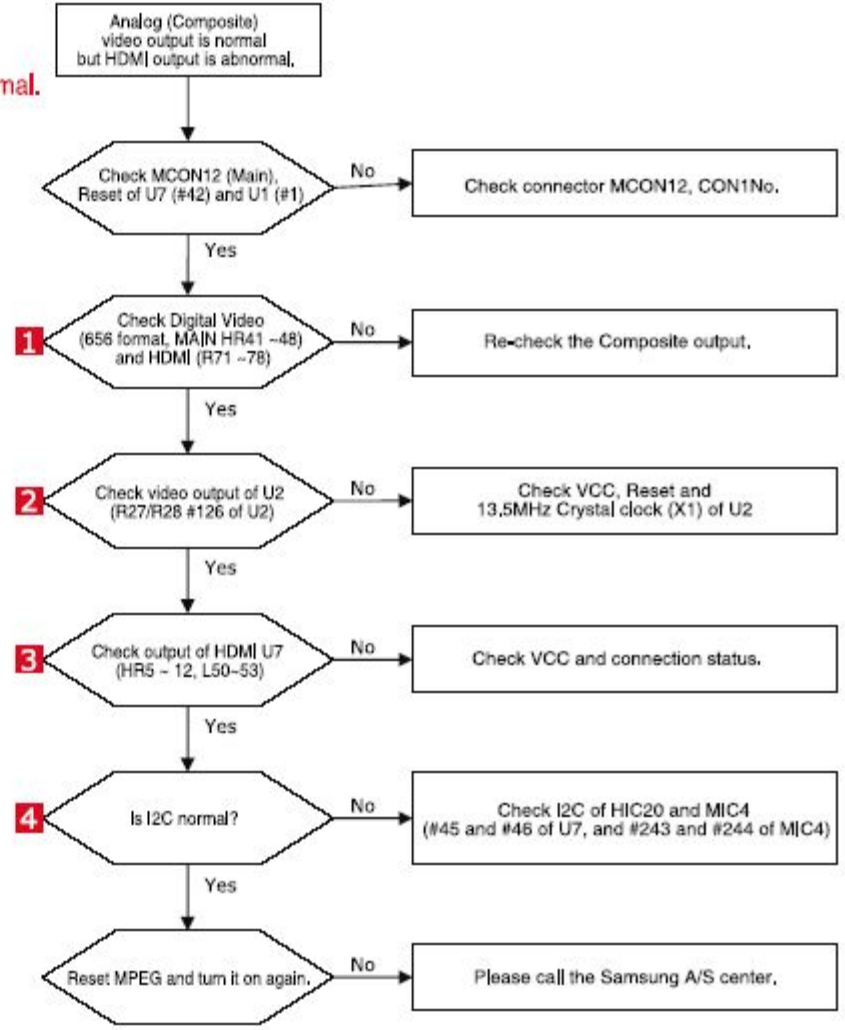 Analog (Composite)
video output is normal
but HDMI output is abnormal.
mal.
Check MCON12 (Main),
Reset of U7 (#42) and U1 (#1)
No
Check connector MCON12, CON1No.
Yes
1
Check Digital Video
(656 format, MAIN HR41 ~48)
and HDMI (R71 ~78)
No
Re-check the Composite output.
Yes
2
Check video output of U2
(R27/R28 #126 of U2)
No
Check VCC, Reset and
13.5MHz Crystal clock (X1) of U2
Yes
3
Check output of HDMI U7
(HR5 ~ 12, L50~53)
No
Check VCC and connection status.
Yes
4
Is I2C normal?
No
Check I2C of HIC20 and MIC4
(#45 and #46 of U7, and #243 and #244 of MIC4)
Yes
Reset MPEG and turn it on again.
No
Please call the Samsung A/S center.